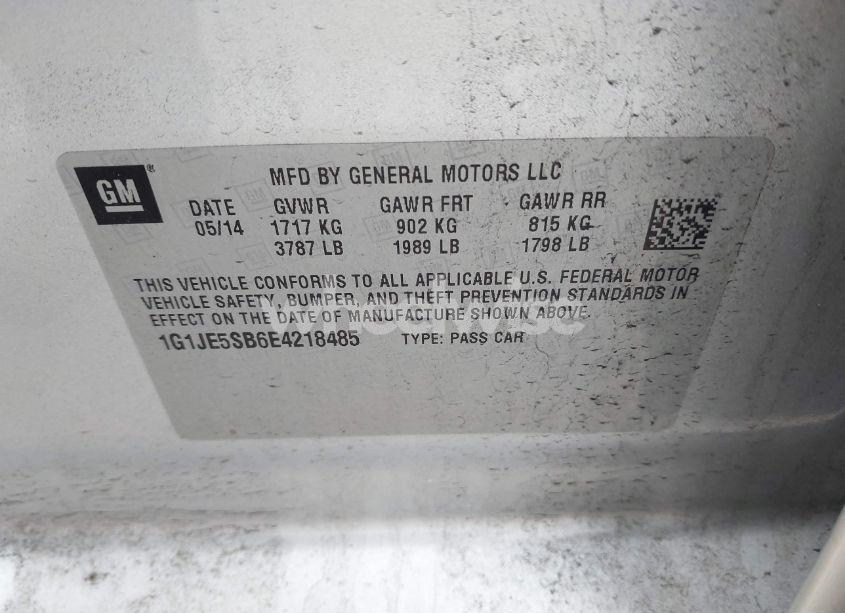 GM®
MFD BY GENERAL MOTORS LLC
DATE GVWR GAWR FRT GAWR RR
05/14 1717 KG 902 KG 815 KG
3787 LB 1989 LB 1798 LB
THIS VEHICLE CONFORMS TO ALL APPLICABLE U.S. FEDERAL MOTOR
VEHICLE SAFETY, BUMPER, AND THEFT PREVENTION STANDARDS IN
EFFECT ON THE DATE OF MANUFACTURE SHOWN ABOVE.
1G1JE5SB6E4218485 TYPE: PASS CAR